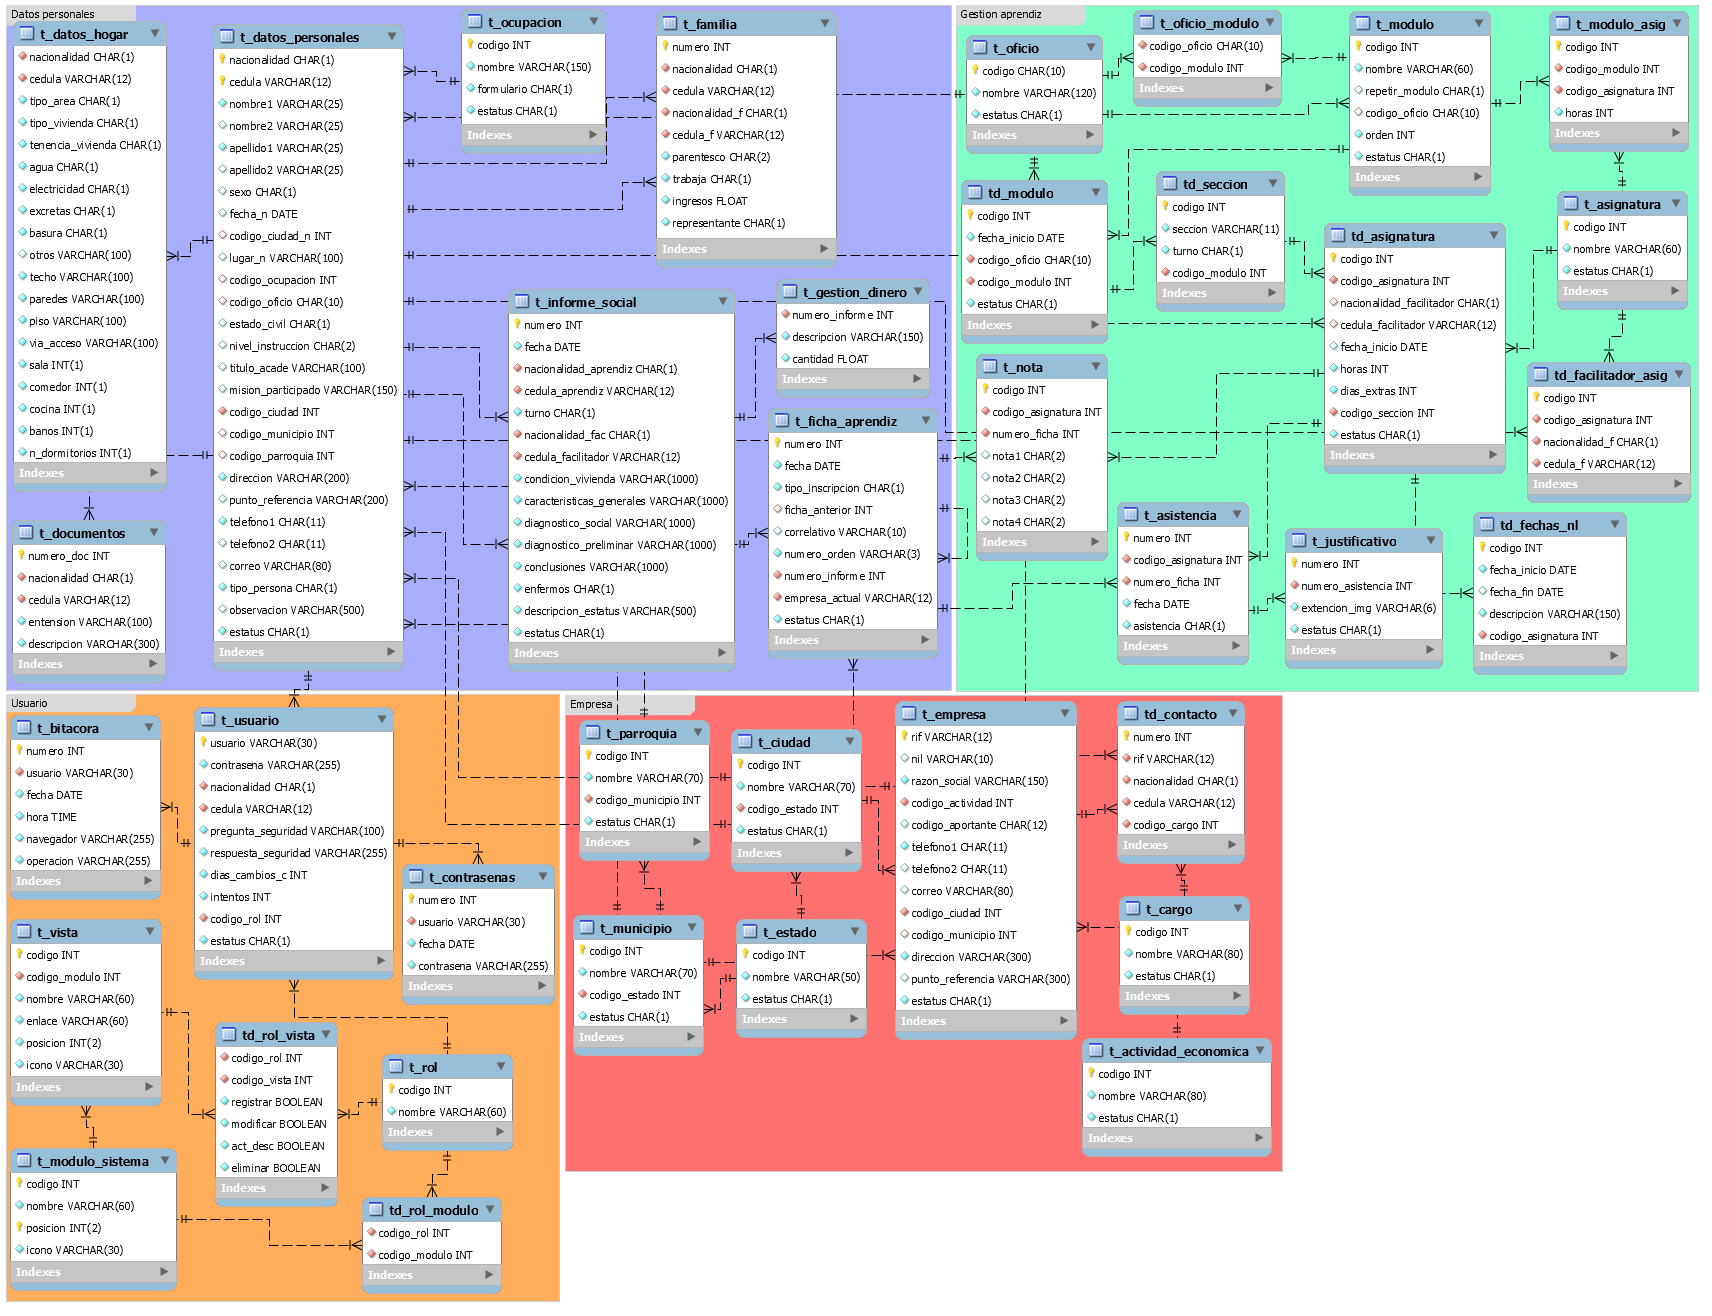 Datos personales
t_datos_hogar
nacionalidad CHAR(1)
cedula VARCHAR(12)
tipo_area CHAR(1)
tipo_vivienda CHAR(1)
tenencia_vivienda CHAR(1)
agua CHAR(1)
electricidad CHAR(1)
excretas CHAR(1)
basura CHAR(1)
otros VARCHAR(100)
techo VARCHAR(100)
paredes VARCHAR(100)
piso VARCHAR(100)
via_acceso VARCHAR(100)
sala INT(1)
comedor INT(1)
cocina INT(1)
banos INT(1)
n_dormitorios INT(1)
Indexes
t_documentos
numero_doc INT
nacionalidad CHAR(1)
cedula VARCHAR(12)
entension VARCHAR(100)
descripcion VARCHAR(300)
Indexes
t_datos_personales
nacionalidad CHAR(1)
cedula VARCHAR(12)
nombre1 VARCHAR(25)
nombre2 VARCHAR(25)
apellido1 VARCHAR(25)
apellido2 VARCHAR(25)
sexo CHAR(1)
fecha_n DATE
codigo_ciudad_n INT
lugar_n VARCHAR(100)
codigo_ocupacion INT
codigo_oficio CHAR(10)
estado_civil CHAR(1)
nivel_instruccion CHAR(2)
titulo_acade VARCHAR(100)
mision_participado VARCHAR(150)
codigo_ciudad INT
codigo_municipio INT
codigo_parroquia INT
direccion VARCHAR(200)
punto_referencia VARCHAR(200)
telefono1 CHAR(11)
telefono2 CHAR(11)
correo VARCHAR(80)
tipo_persona CHAR(1)
observacion VARCHAR(500)
estatus CHAR(1)
Indexes
t_ocupacion
codigo INT
nombre VARCHAR(150)
formulario CHAR(1)
estatus CHAR(1)
Indexes
t_familia
numero INT
nacionalidad CHAR(1)
cedula VARCHAR(12)
nacionalidad_f CHAR(1)
cedula_f VARCHAR(12)
parentesco CHAR(2)
trabaja CHAR(1)
ingresos FLOAT
representante CHAR(1)
Indexes
t_informe_social
numero INT
fecha DATE
nacionalidad_aprendiz CHAR(1)
cedula_aprendiz VARCHAR(12)
turno CHAR(1)
nacionalidad_fac CHAR(1)
cedula_facilitador VARCHAR(12)
condicion_vivienda VARCHAR(1000)
caracteristicas_generales VARCHAR(1000)
diagnostico_social VARCHAR(1000)
diagnostico_preliminar VARCHAR(1000)
conclusiones VARCHAR(1000)
enfermos CHAR(1)
descripcion_estatus VARCHAR(500)
estatus CHAR(1)
Indexes
t_gestion_dinero
numero_informe INT
descripcion VARCHAR(150)
cantidad FLOAT
Indexes
t_ficha_aprendiz
numero INT
fecha DATE
tipo_inscripcion CHAR(1)
ficha_anterior INT
correlativo VARCHAR(10)
numero_orden VARCHAR(3)
numero_informe INT
empresa_actual VARCHAR(12)
estatus CHAR(1)
Indexes
Gestion aprendiz
t_oficio
codigo CHAR(10)
nombre VARCHAR(120)
estatus CHAR(1)
Indexes
t_oficio_modulo
codigo_oficio CHAR(10)
codigo_modulo INT
Indexes
t_modulo
codigo INT
nombre VARCHAR(60)
repetir_modulo CHAR(1)
codigo_oficio CHAR(10)
orden INT
estatus CHAR(1)
Indexes
t_modulo_asig
codigo INT
codigo_modulo INT
codigo_asignatura INT
horas INT
Indexes
td_modulo
codigo INT
fecha_inicio DATE
codigo_oficio CHAR(10)
codigo_modulo INT
estatus CHAR(1)
Indexes
td_seccion
codigo INT
seccion VARCHAR(11)
turno CHAR(1)
codigo_modulo INT
Indexes
td_asignatura
codigo INT
codigo_asignatura INT
nacionalidad_facilitador CHAR(1)
cedula_facilitador VARCHAR(12)
fecha_inicio DATE
horas INT
dias_extras INT
codigo_seccion INT
estatus CHAR(1)
Indexes
t_asignatura
codigo INT
nombre VARCHAR(60)
estatus CHAR(1)
Indexes
t_nota
codigo INT
codigo_asignatura INT
numero_ficha INT
nota1 CHAR(2)
nota2 CHAR(2)
nota3 CHAR(2)
nota4 CHAR(2)
Indexes
td_facilitador_asig
codigo INT
codigo_asignatura INT
nacionalidad_f CHAR(1)
cedula_f VARCHAR(12)
Indexes
t_asistencia
numero INT
codigo_asignatura INT
numero_ficha INT
fecha DATE
asistencia CHAR(1)
Indexes
t_justificativo
numero INT
numero_asistencia INT
extencion_img VARCHAR(6)
estatus CHAR(1)
Indexes
td_fechas_nl
codigo INT
fecha_inicio DATE
fecha_fin DATE
descripcion VARCHAR(150)
codigo_asignatura INT
Indexes
Usuario
t_bitacora
numero INT
usuario VARCHAR(30)
fecha DATE
hora TIME
navegador VARCHAR(255)
operacion VARCHAR(255)
Indexes
t_usuario
usuario VARCHAR(30)
contrasena VARCHAR(255)
nacionalidad CHAR(1)
cedula VARCHAR(12)
pregunta_seguridad VARCHAR(100)
respuesta_seguridad VARCHAR(255)
dias_cambios_c INT
intentos INT
codigo_rol INT
estatus CHAR(1)
Indexes
t_contrasenas
numero INT
usuario VARCHAR(30)
fecha DATE
contrasena VARCHAR(255)
Indexes
t_vista
codigo INT
codigo_modulo INT
nombre VARCHAR(60)
enlace VARCHAR(60)
posicion INT(2)
icono VARCHAR(30)
Indexes
td_rol_vista
codigo_rol INT
codigo_vista INT
registrar BOOLEAN
modificar BOOLEAN
act_desc BOOLEAN
eliminar BOOLEAN
Indexes
t_rol
codigo INT
nombre VARCHAR(60)
Indexes
t_modulo_sistema
codigo INT
nombre VARCHAR(60)
posicion INT(2)
icono VARCHAR(30)
Indexes
td_rol_modulo
codigo_rol INT
codigo_modulo INT
Indexes
Empresa
t_parroquia
codigo INT
nombre VARCHAR(70)
codigo_municipio INT
estatus CHAR(1)
Indexes
t_ciudad
codigo INT
nombre VARCHAR(70)
codigo_estado INT
estatus CHAR(1)
Indexes
t_empresa
rif VARCHAR(12)
nil VARCHAR(10)
razon_social VARCHAR(150)
codigo_actividad INT
codigo_aportante CHAR(12)
telefono1 CHAR(11)
telefono2 CHAR(11)
correo VARCHAR(80)
codigo_ciudad INT
codigo_municipio INT
direccion VARCHAR(300)
punto_referencia VARCHAR(300)
estatus CHAR(1)
Indexes
td_contacto
numero INT
rif VARCHAR(12)
nacionalidad CHAR(1)
cedula VARCHAR(12)
codigo_cargo INT
Indexes
t_municipio
codigo INT
nombre VARCHAR(70)
codigo_estado INT
estatus CHAR(1)
Indexes
t_estado
codigo INT
nombre VARCHAR(50)
estatus CHAR(1)
Indexes
t_cargo
codigo INT
nombre VARCHAR(80)
estatus CHAR(1)
Indexes
t_actividad_economica
codigo INT
nombre VARCHAR(80)
estatus CHAR(1)
Indexes